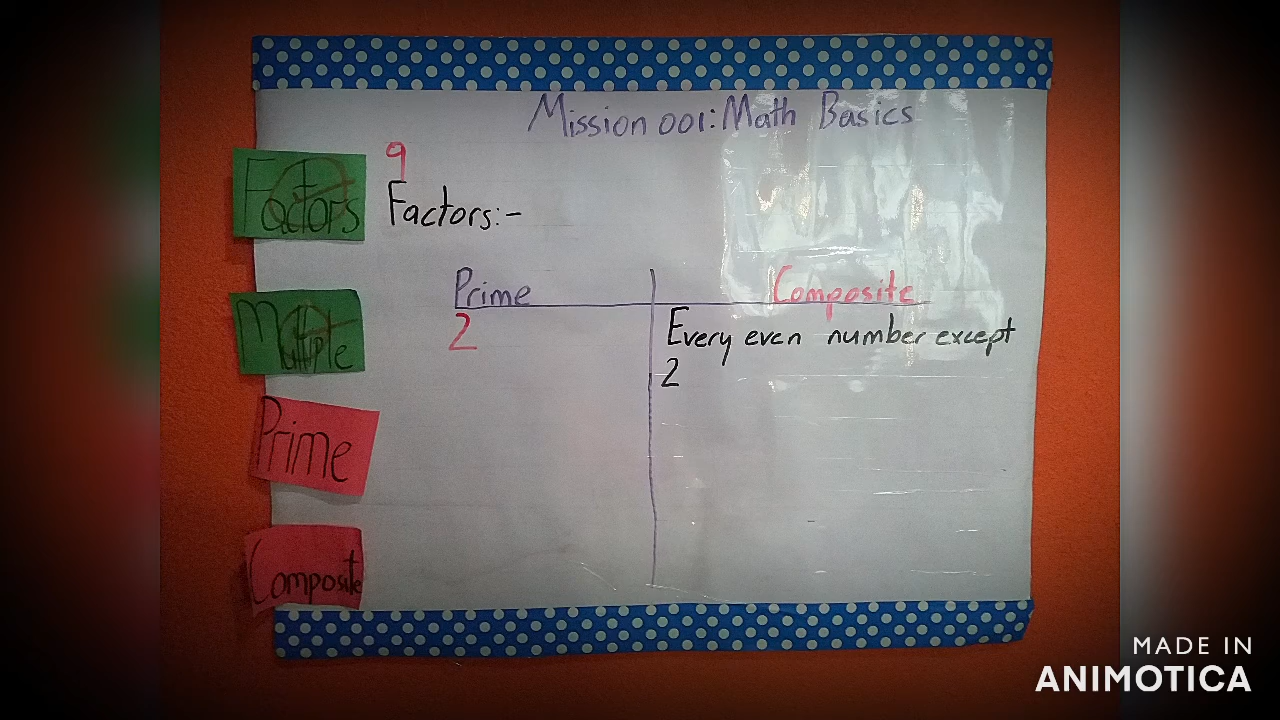 Mission 001: Math Basics
9
Factors
Factors:-
Prime
Composite
2
Every even number except
2
Multiple
Prime
Composite
MADE IN
ANIMOTICA